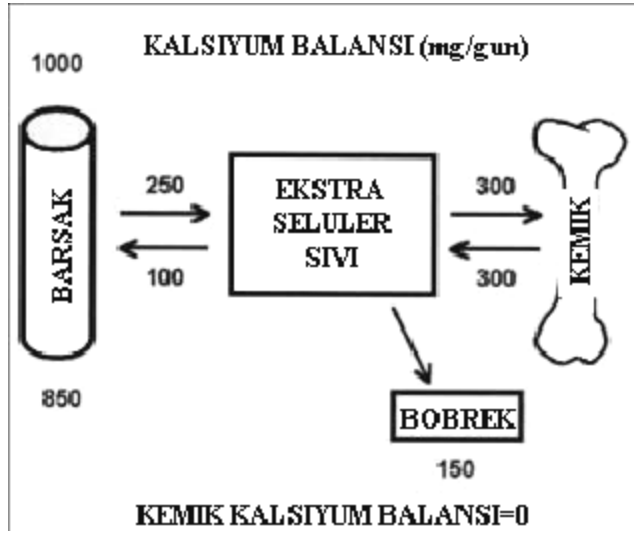 KALSIYUM BALANSI (mg/gun)
1000
BARSAK
850
250
100
EKSTRA
SELULER
SIVI
300
300
KEMIK
BOBREK
150
KEMIK KALSIYUM BALANSI=0